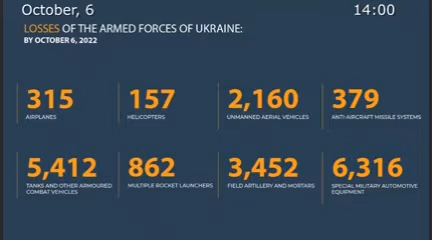 October, 6 14:00
LOSSES OF THE ARMED FORCES OF UKRAINE:
BY OCTOBER 6, 2022
315 157 2,160 379
AIRPLANES HELICOPTERS UNMANNED AERIAL VEHICLES ANTI-AIRCRAFT MISSILE SYSTEMS
5,412 862 3,452 6,316
TANKS AND OTHER ARMOURED MULTIPLE ROCKET LAUNCHERS FIELD ARTILLERY AND MORTARS SPECIAL MILITARY AUTOMOTIVE
COMBAT VEHICLES EQUIPMENT